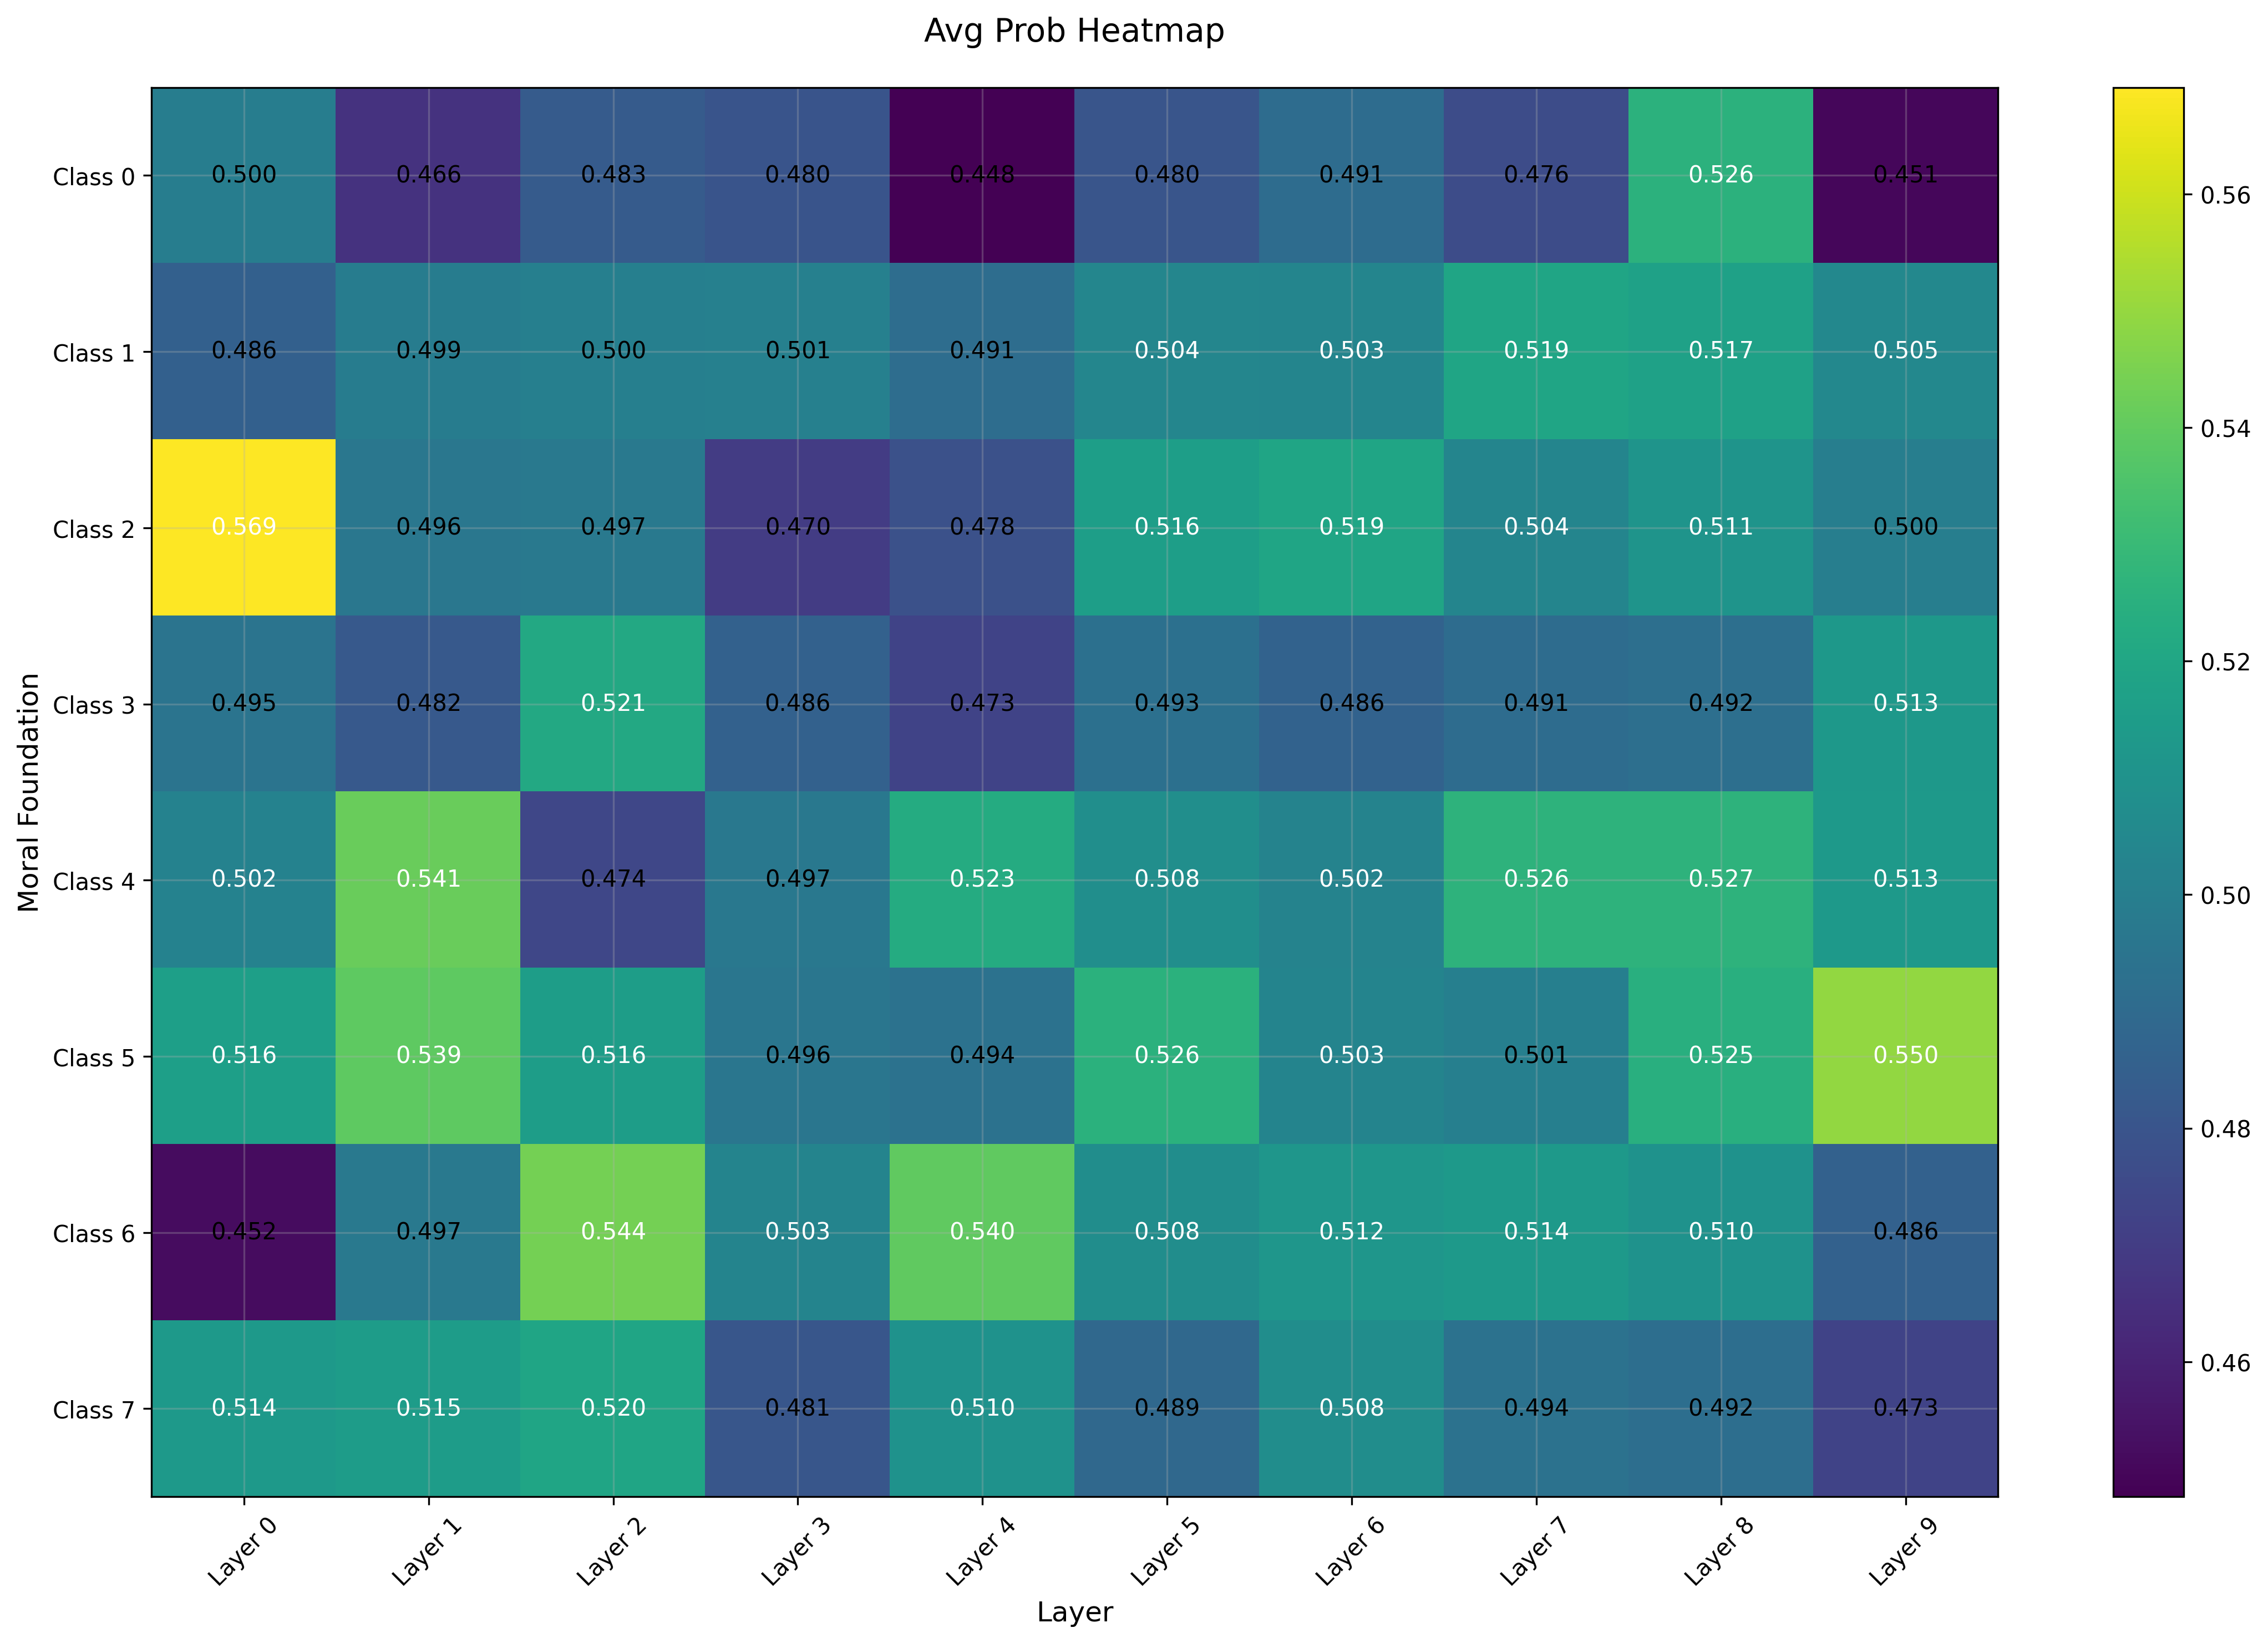 Avg Prob Heatmap
Class 0 0.500 0.466 0.483 0.480 0.448 0.480 0.491 0.476 0.526 0.451
Class 1 0.486 0.499 0.500 0.501 0.491 0.504 0.503 0.519 0.517 0.505
Class 2 0.569 0.496 0.497 0.470 0.478 0.516 0.519 0.504 0.511 0.500
Class 3 0.495 0.482 0.521 0.486 0.473 0.493 0.486 0.491 0.492 0.513
Class 4 0.502 0.541 0.474 0.497 0.523 0.508 0.502 0.526 0.527 0.513
Class 5 0.516 0.539 0.516 0.496 0.494 0.526 0.503 0.501 0.525 0.550
Class 6 0.452 0.497 0.544 0.503 0.540 0.508 0.512 0.514 0.510 0.486
Class 7 0.514 0.515 0.520 0.481 0.510 0.489 0.508 0.494 0.492 0.473
Moral Foundation
Layer 0 Layer 1 Layer 2 Layer 3 Layer 4 Layer 5 Layer 6 Layer 7 Layer 8 Layer 9
Layer
0.56
0.54
0.52
0.50
0.48
0.46